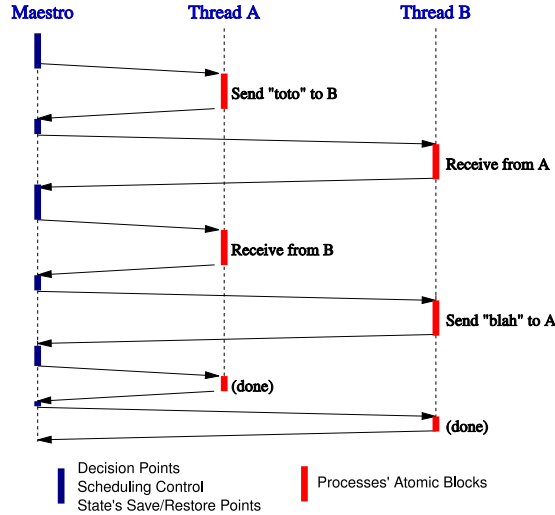 Maestro Thread A Thread B
Send "toto" to B
Receive from A
Receive from B
Send "blah" to A
(done)
(done)
Decision Points
Scheduling Control
State's Save/Restore Points
Processes' Atomic Blocks